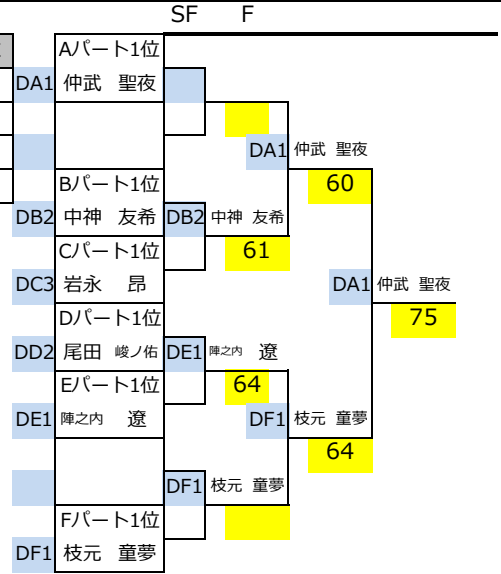 SF F
Aパート1位
DA1 仲武 聖夜
DA1 仲武 聖夜
60
Bパート1位
DB2 中神 友希 DB2 中神 友希
61
Cパート1位
DC3 岩永 昂
DA1 仲武 聖夜
75
Dパート1位
DD2 尾田 峻ノ佑 DE1 陣之内 遼
64
Eパート1位
DE1 陣之内 遼
DF1 枝元 童夢
64
DF1 枝元 童夢
Fパート1位
DF1 枝元 童夢